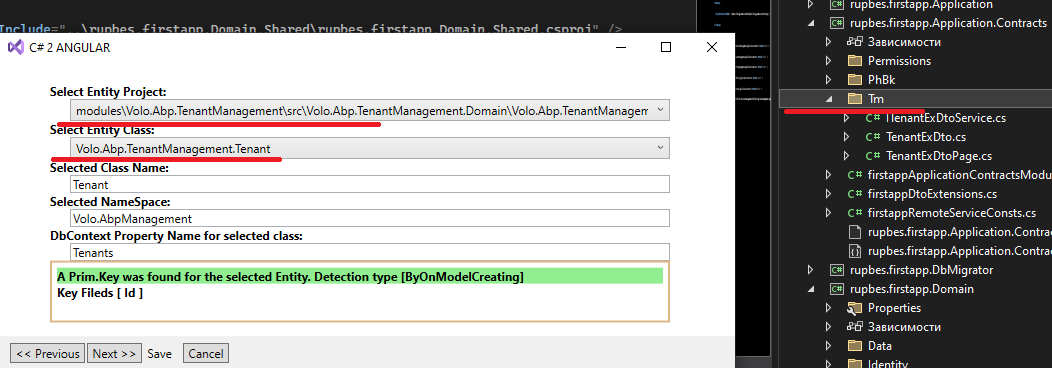 Include="..\rupbes.firstapp.Domain.Shared\rupbes.firstapp.Domain.Shared.csproj" />
C# 2 ANGULAR
Select Entity Project:
modules\Volo.Abp.TenantManagement\src\Volo.Abp.TenantManagement.Domain\Volo.Abp.TenantManagem
Select Entity Class:
Volo.Abp.TenantManagement.Tenant
Selected Class Name:
Tenant
Selected NameSpace:
Volo.AbpManagement
DbContext Property Name for selected class:
Tenants
A Prim.Key was found for the selected Entity. Detection type [ByOnModelCreating]
Key Fileds [ Id ]
<< Previous
Next >>
Save
Cancel
rupbes.firstapp.Application
C# rupbes.firstapp.Application.Contracts
Зависимости
Permissions
PhBk
Tm
C# ITenantExDtoService.cs
C# TenantExDto.cs
C# TenantExDtoPage.cs
C# firstappApplicationContractsModu
C# firstappDtoExtensions.cs
C# firstappRemoteServiceConsts.cs
rupbes.firstapp.Application.Contra
rupbes.firstapp.Application.Contra
C# rupbes.firstapp.DbMigrator
C# rupbes.firstapp.Domain
Properties
Зависимости
Data
Identity